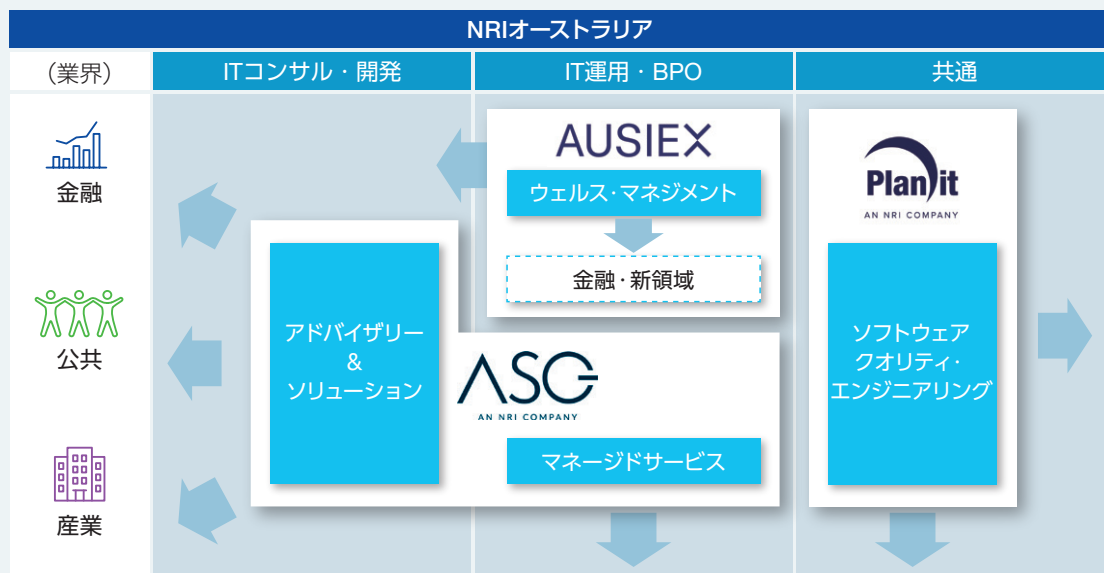 NRIオーストラリア
（業界）
ITコンサル・開発
IT運用・BPO
共通
金融
公共
産業
AUSIEX
ウェルス・マネジメント
金融・新領域
アドバイザリー
&
ソリューション
ASG
AN NRI COMPANY
マネージドサービス
Planit
AN NRI COMPANY
ソフトウェア
クオリティ・
エンジニアリング